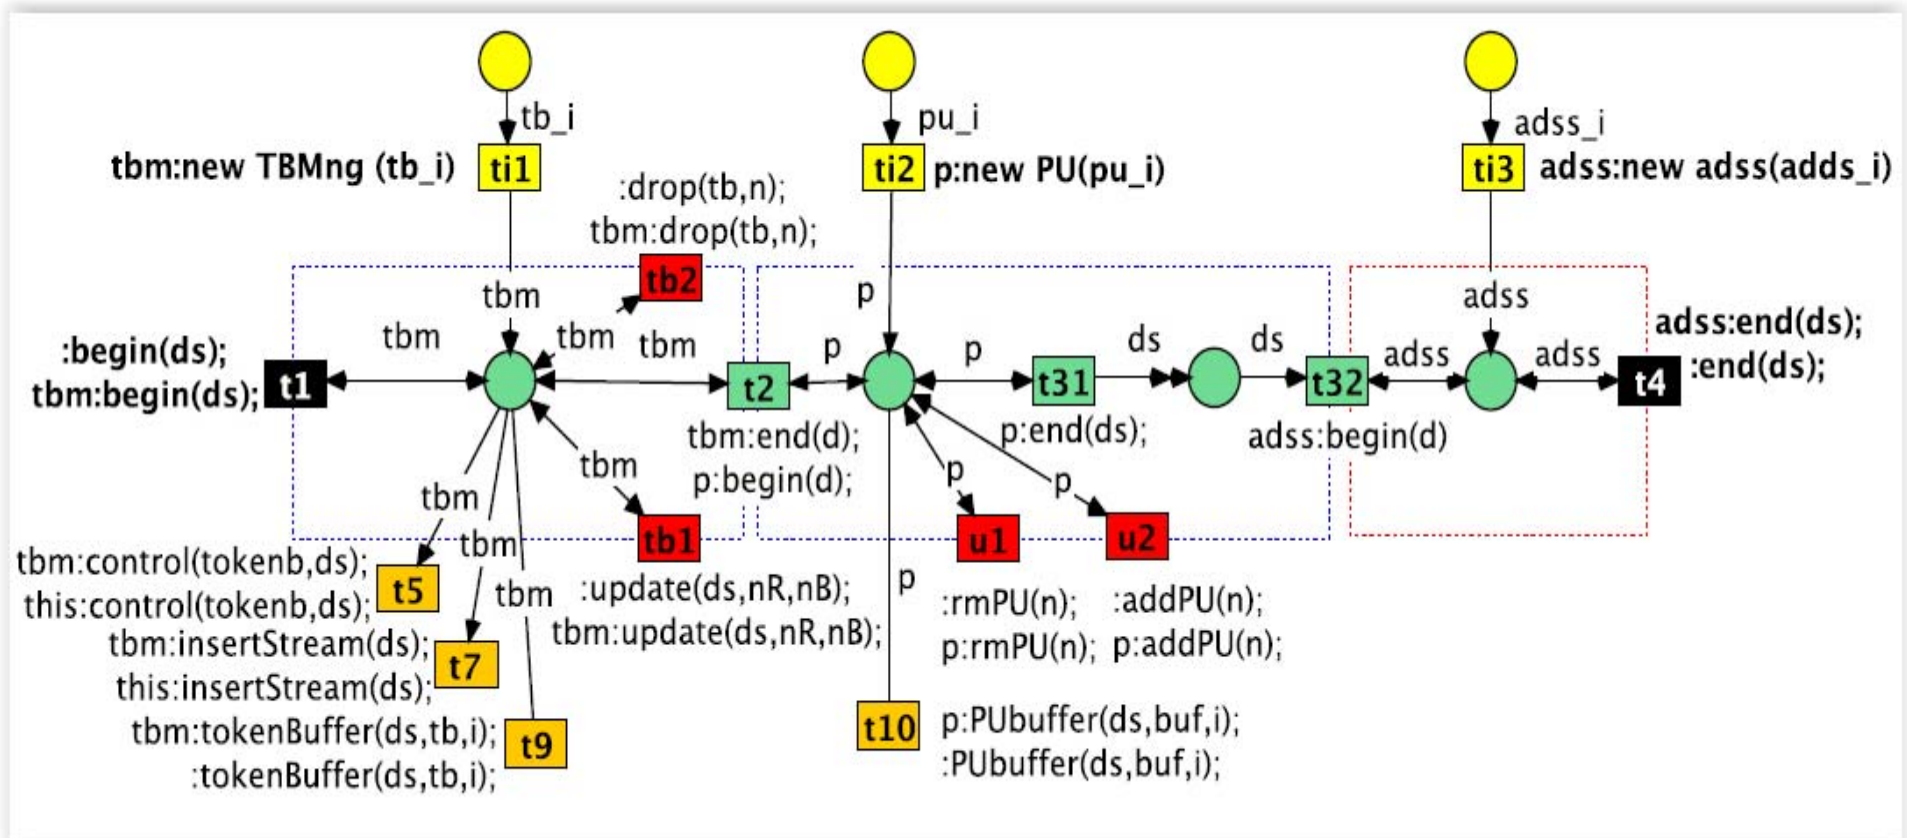 tb_i
pu_i
adss_i
tbm:new TBMng (tb_i)
ti1
ti2
p:new PU(pu_i)
ti3
adss:new adss(adds_i)
:drop(tb,n);
tbm:drop(tb,n);
tb2
tbm
p
adss
:begin(ds);
tbm:begin(ds);
t1
tbm
tbm
tbm
t2
p
p
t31
ds
ds
t32
adss
adss
t4
adss:end(ds);
:end(ds);
tbm:end(d);
p:begin(d);
p:end(ds);
adss:begin(d)
tbm
tbm
tbm
tbm
p
p
tb1
u1
u2
tbm:control(tokenb,ds);
this:control(tokenb,ds);
t5
:update(ds,nR,nB);
tbm:update(ds,nR,nB);
p
:rmPU(n);
p:rmPU(n);
:addPU(n);
p:addPU(n);
tbm:insertStream(ds);
this:insertStream(ds);
t7
tbm:tokenBuffer(ds,tb,i);
:tokenBuffer(ds,tb,i);
t9
t10
p:PUbuffer(ds,buf,i);
:PUbuffer(ds,buf,i);